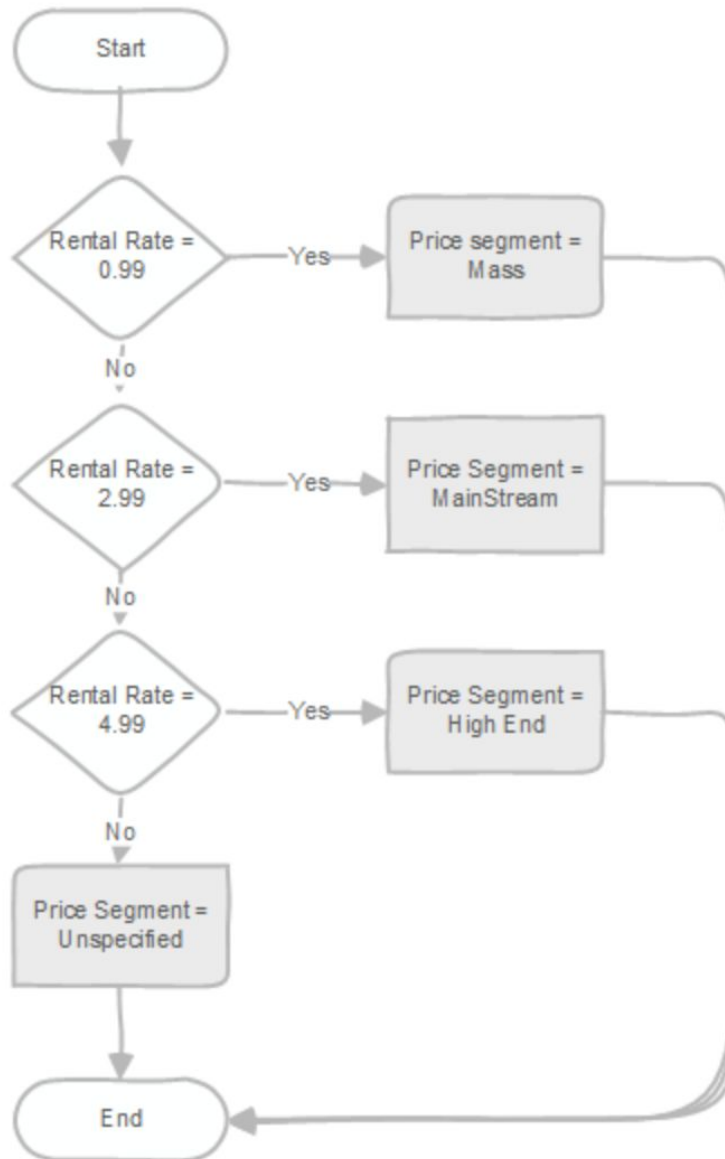 Start
Rental Rate =
0.99
Yes
Price segment =
Mass
No
Rental Rate =
2.99
Yes
Price Segment =
MainStream
No
Rental Rate =
4.99
Yes
Price Segment =
High End
No
Price Segment =
Unspecified
End